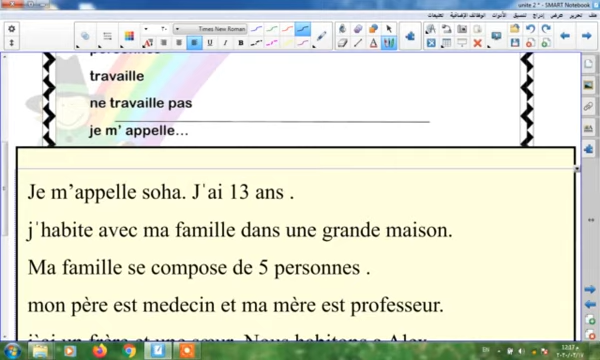 unite 2 * - SMART Notebook
Times New Roman
travaille
ne travaille pas
je m' appelle...
Je m'appelle soha. J'ai 13 ans .
j'habite avec ma famille dans une grande maison.
Ma famille se compose de 5 personnes .
mon père est medecin et ma mère est professeur.
EN